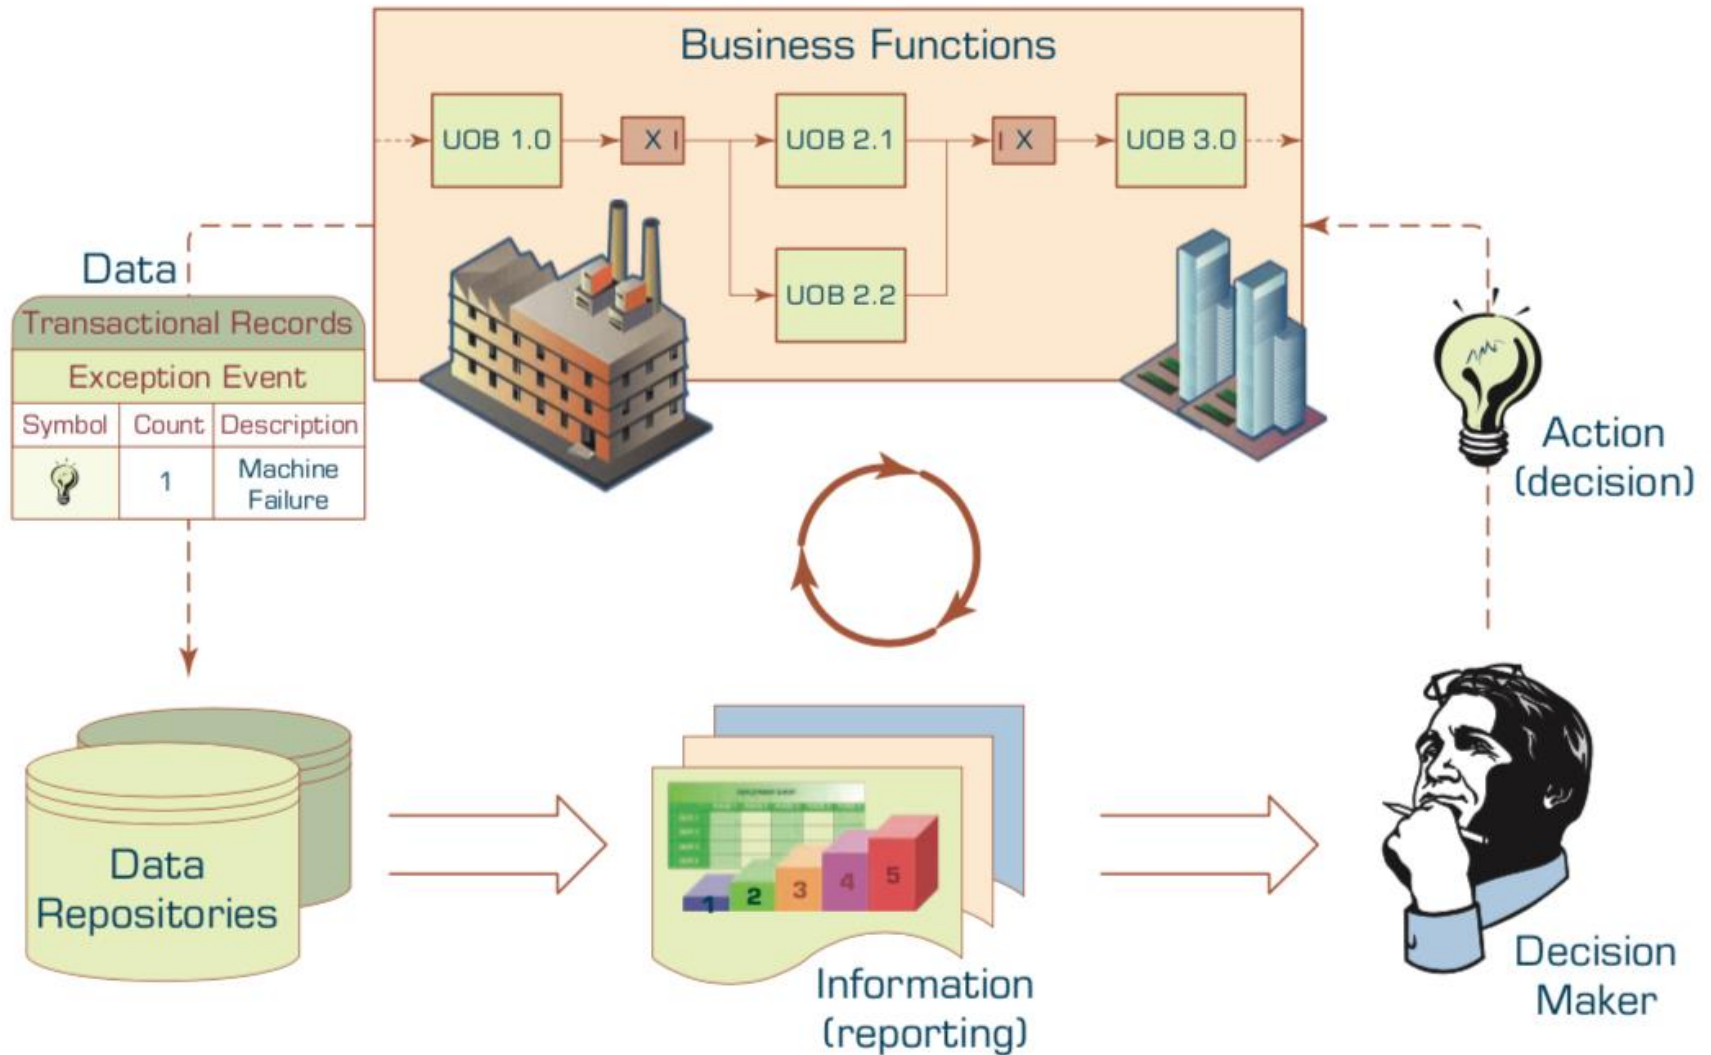 Business Functions
UOB 1.0
X
UOB 2.1
X
UOB 3.0
UOB 2.2
Data
Transactional Records
Exception Event
Symbol Count Description
1
Machine
Failure
Action
(decision)
Data
Repositories
1 2 3 4 5
Information
(reporting)
Decision
Maker